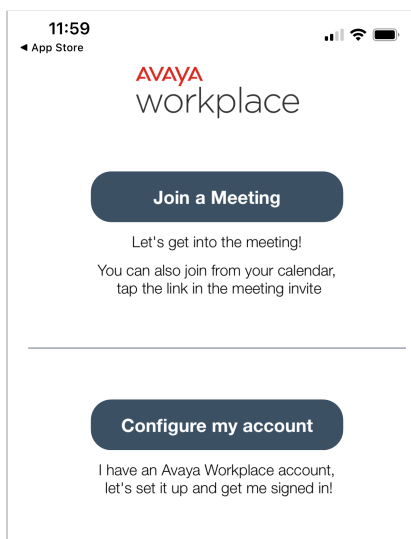 11:59
◀ App Store
AVAYA
workplace
Join a Meeting
Let's get into the meeting!
You can also join from your calendar,
tap the link in the meeting invite
Configure my account
I have an Avaya Workplace account,
let's set it up and get me signed in!